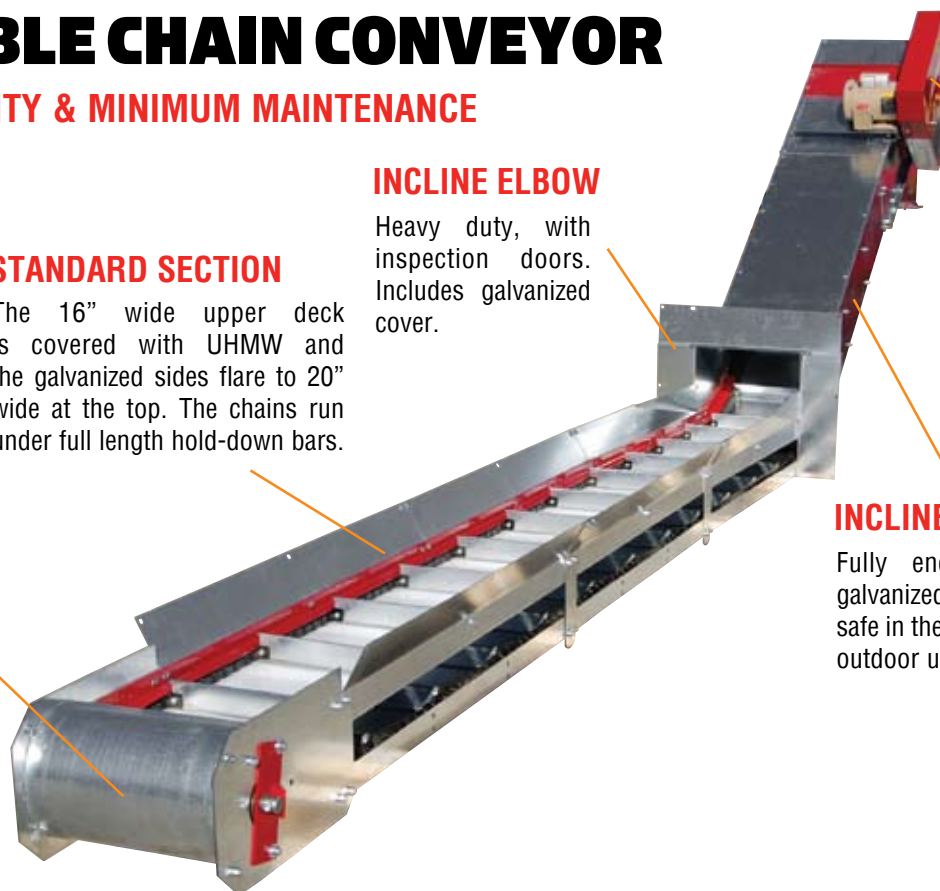 BLE CHAIN CONVEYOR
ITY & MINIMUM MAINTENANCE
INCLINE ELBOW
Heavy duty, with
inspection doors.
Includes galvanized
cover.
STANDARD SECTION
The 16” wide upper deck
s covered with UHMW and
the galvanized sides flare to 20”
wide at the top. The chains run
under full length hold-down bars.
INCLINE
Fully en
galvanized
safe in the
outdoor u